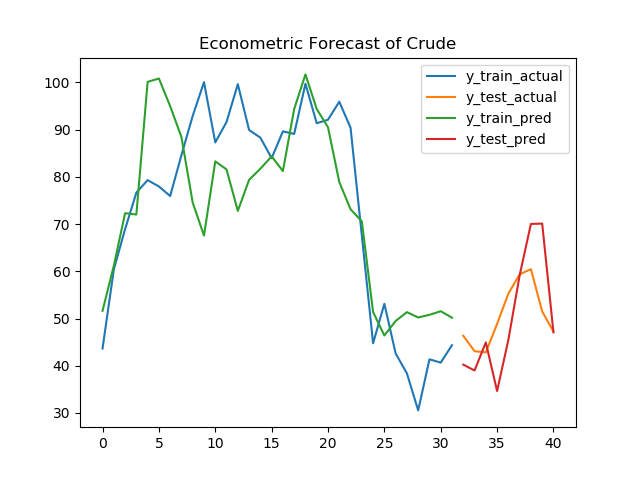 Econometric Forecast of Crude
y_train_actual
y_test_actual
y_train_pred
y_test_pred
100
90
80
70
60
50
40
30
0 5 10 15 20 25 30 35 40